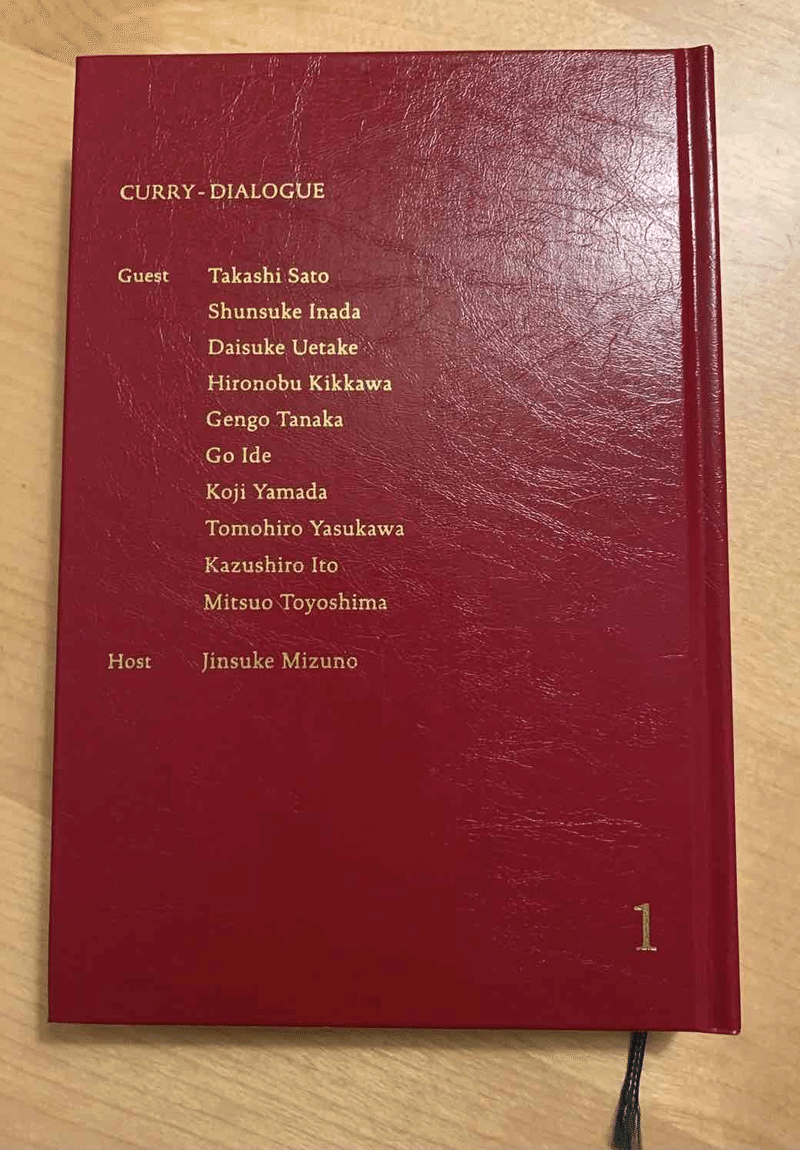 CURRY-DIALOGUE
Guest Takashi Sato
Shunsuke Inada
Daisuke Uetake
Hironobu Kikkawa
Gengo Tanaka
Go Ide
Koji Yamada
Tomohiro Yasukawa
Kazushiro Ito
Mitsuo Toyoshima
Host Jinsuke Mizuno
1